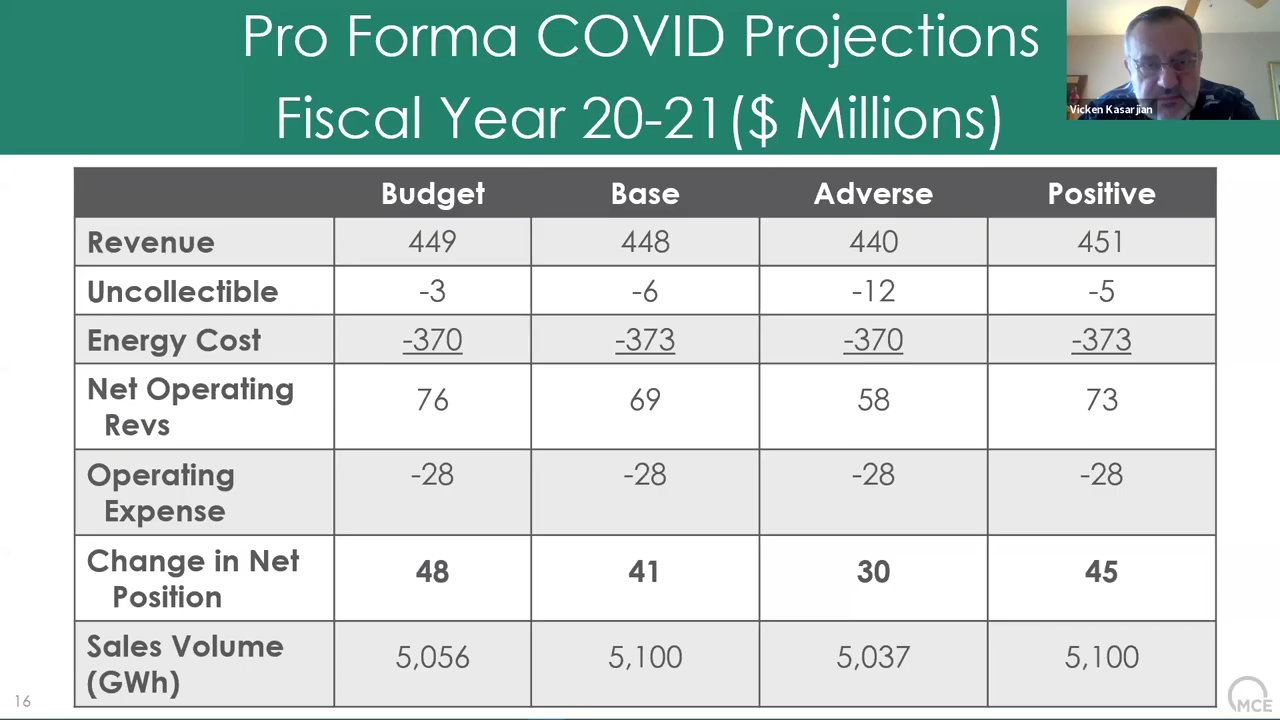 Pro Forma COVID Projections
Fiscal Year 20-21($ Millions)
Vicken Kasarjian
Budget Base Adverse Positive
Revenue 449 448 440 451
Uncollectible -3 -6 -12 -5
Energy Cost -370 -373 -370 -373
Net Operating
Revs 76 69 58 73
Operating
Expense -28 -28 -28 -28
Change in Net
Position 48 41 30 45
Sales Volume
(GWh) 5,056 5,100 5,037 5,100
16
MCE